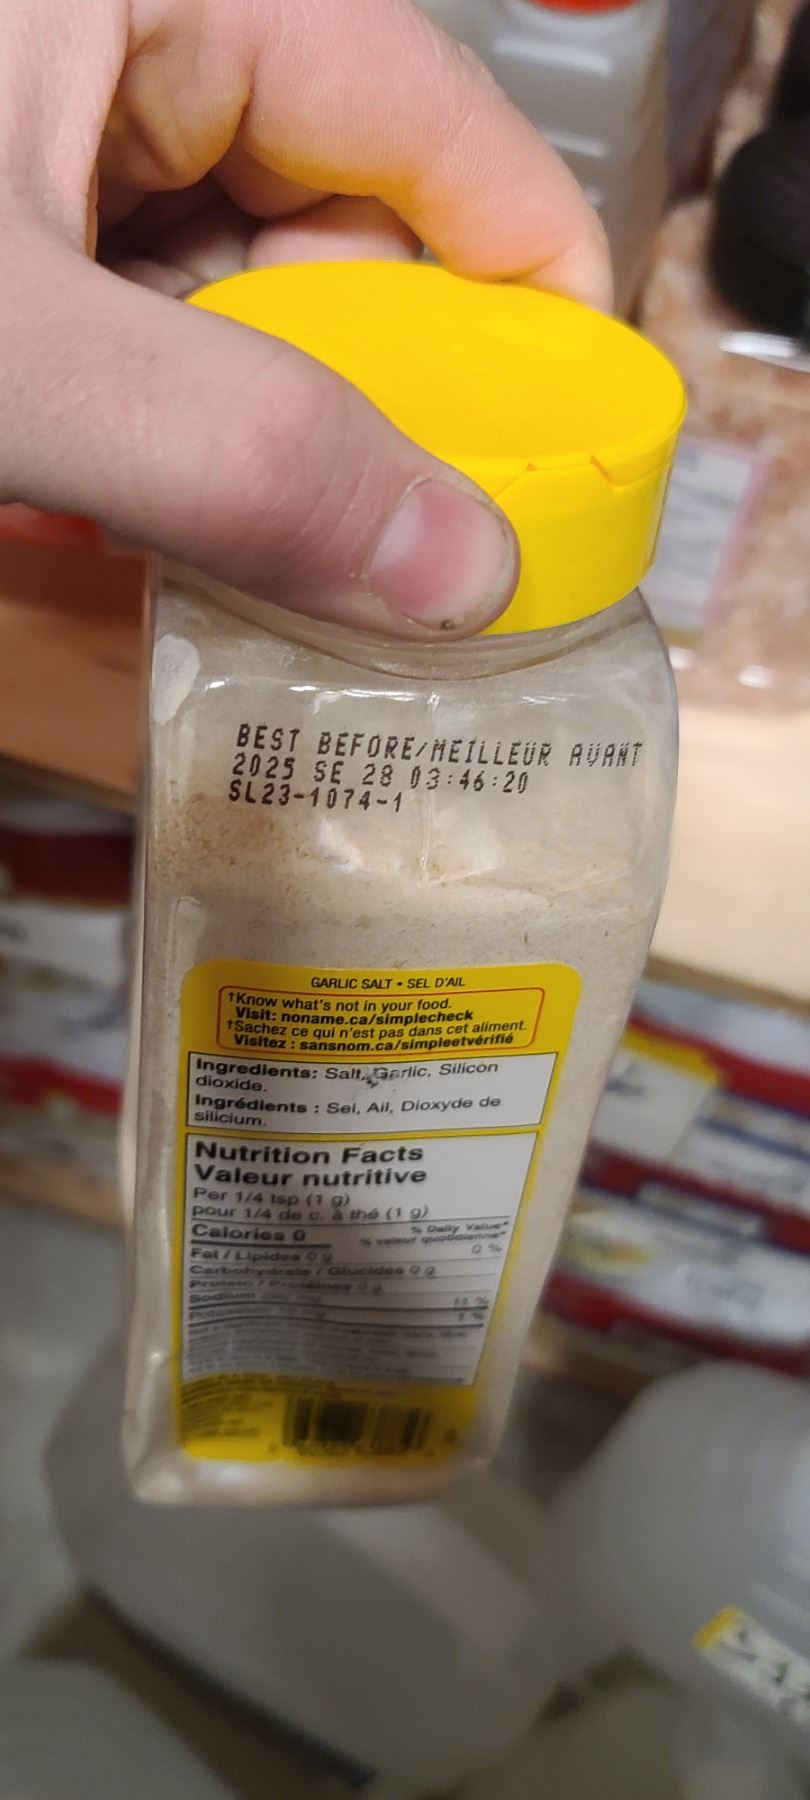 BEST BEFORE/MEILLEUR AVANT
2025 SE 28 03:46:20
SL23-1074-1
GARLIC SALT • SEL D'AIL
†Know what's not in your food.
Visit: noname.ca/simplecheck
†Sachez ce qui n'est pas dans cet aliment.
Visitez : sansnom.ca/simpleetvérifié
Ingredients: Salt, Garlic, Silicon
dioxide.
Ingrédients : Sel, Ail, Dioxyde de
silicium.
Nutrition Facts
Valeur nutritive
Per 1/4 tsp (1 g)
pour 1/4 de c. à thé (1 g)
% Daily Value*
Calories 0 % valeur quotidienne*
Fat / Lipides 0 g 0 %
Carbohydrate / Glucides 0 g
Protein / Protéines 0 g
Sodium
Potassium